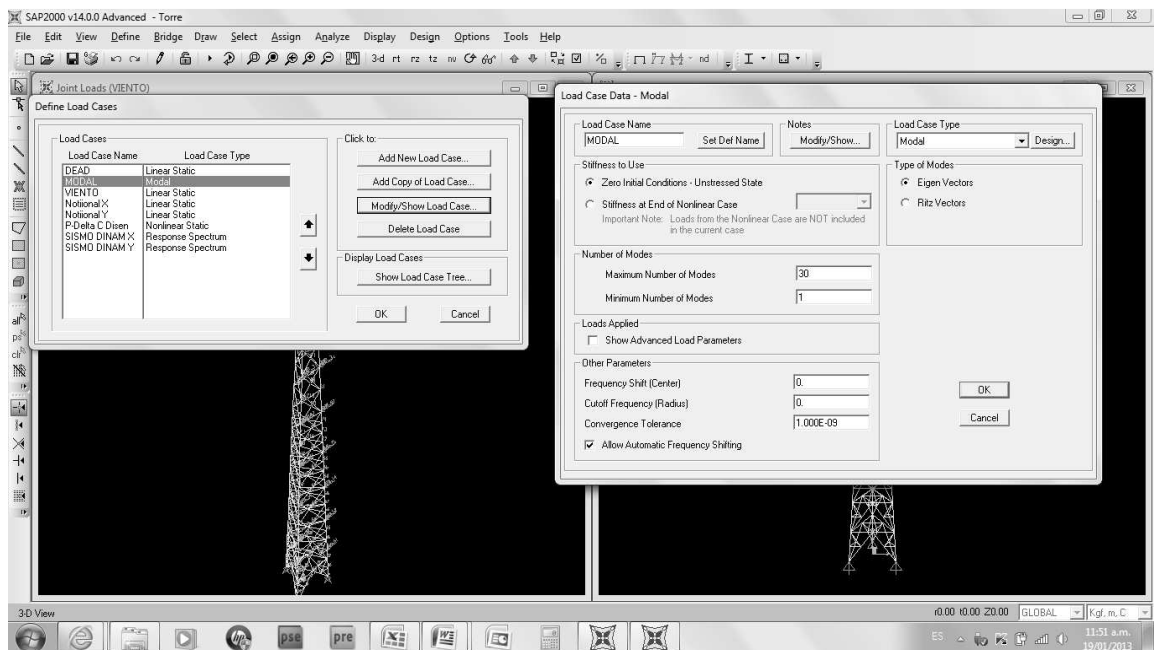 SAP2000 v14.0.0 Advanced - Torre
File Edit View Define Bridge Draw Select Assign Analyze Display Design Options Tools Help
3-d
nd
Joint Loads (VIENTO)
Define Load Cases
Load Cases
Load Case Name Load Case Type
DEAD Linear Static
MODAL Modal
VIENTO Linear Static
Notiional X Linear Static
Notiional Y Linear Static
P-Delta C Disen Nonlinear Static
SISMO DINAM X Response Spectrum
SISMO DINAM Y Response Spectrum
Click to:
Add New Load Case...
Add Copy of Load Case...
Modify/Show Load Case...
Delete Load Case
Display Load Cases
Show Load Case Tree...
OK Cancel
Load Case Data - Modal
Load Case Name
MODAL Set Def Name
Notes
Modify/Show...
Load Case Type
Modal Design...
Stiffness to Use
Zero Initial Conditions - Unstressed State
Stiffness at End of Nonlinear Case
Important Note: Loads from the Nonlinear Case are NOT included
in the current case
Type of Modes
Eigen Vectors
Ritz Vectors
Number of Modes
Maximum Number of Modes 30
Minimum Number of Modes 1
Loads Applied
Show Advanced Load Parameters
Other Parameters
Frequency Shift (Center) 0.
Cutoff Frequency (Radius) 0.
Convergence Tolerance 1.000E-09
Allow Automatic Frequency Shifting
OK
Cancel
all
clr
3-D View
GLOBAL Kgf, m, C
pse pre
ES
11:51 a.m.
19/01/2013